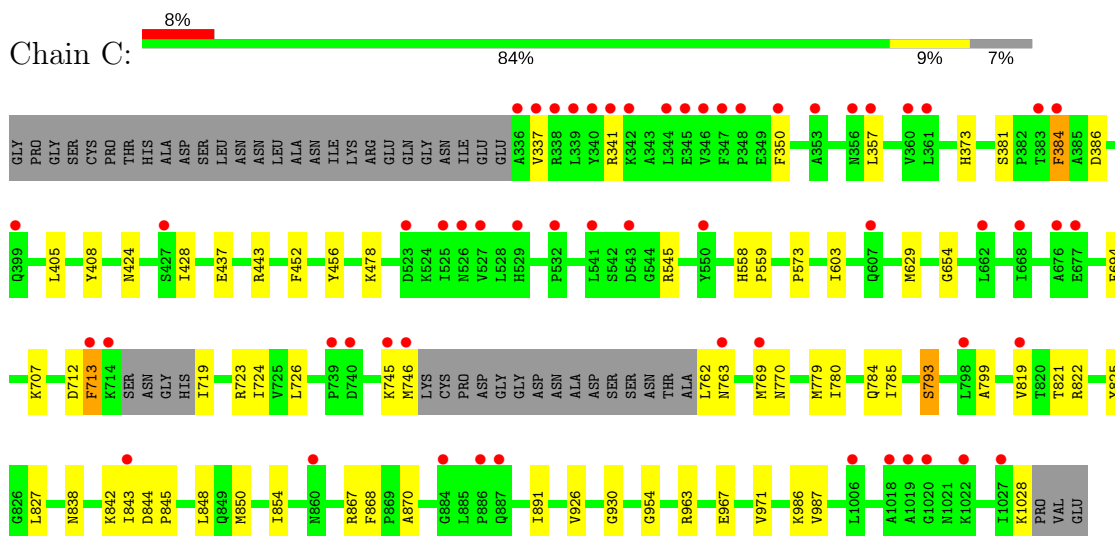 8%
Chain C:
84% 9% 7%
GLY PRO GLY SER CYS PRO THR HIS ALA ASP SER LEU ASN ASN LEU ALA ASN ILE LYS ARG GLU GLN GLY ASN ILE GLU GLU A336 V337 R338 L339 Y340 R341 K342 A343 L344 E345 V346 F347 P348 E349 F350 A353 N356 L357 V360 L361 H373 S381 P382 T383 F384 A385 D386
Q399 L405 Y408 N424 S427 I428 E437 R443 F452 Y456 K478 D523 K524 I525 N526 V527 L528 H529 P532 L541 S542 D543 G544 R545 Y550 H558 P559 P573 I603 Q607 M629 G654 L662 I668 A676 E677
K707 D712 F713 K714 SER ASN GLY HIS I719 R723 I724 V725 L726 P739 D740 K745 M746 LYS CYS PRO ASP GLY GLY ASP ASN ALA ASP SER SER ASN THR ALA L762 N763 M769 N770 M779 I780 Q784 I785 S793 L798 A799 V819 T820 T821 R822
G826 L827 N838 K842 I843 D844 P845 L848 Q849 M850 I854 N860 R867 F868 P869 A870 G884 L885 P886 Q887 I891 V926 G930 G954 R963 E967 V971 K986 V987 L1006 A1018 A1019 G1020 N1021 K1022 I1027 K1028 PRO VAL GLU